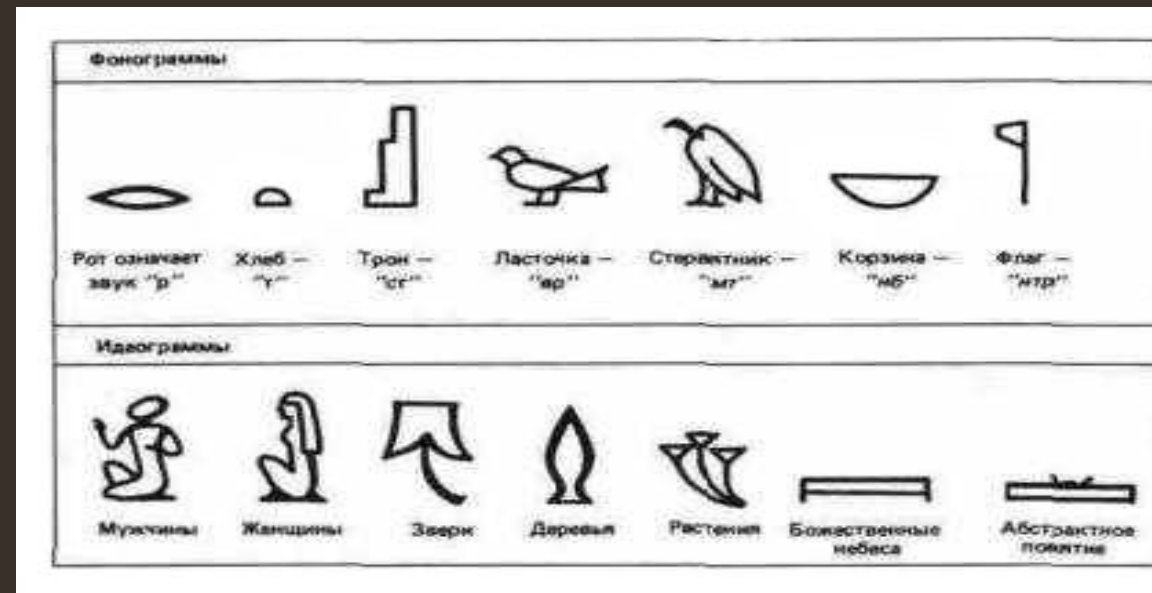 Фонограммы
Рот означает звук "р"
Хлеб – "т"
Трон – "ст"
Ласточка – "вр"
Стервятник – "мт"
Корзина – "нб"
Флаг – "нтр"
Идеограммы
Мужчины
Женщины
Звери
Деревья
Растения
Божественные небеса
Абстрактное понятие